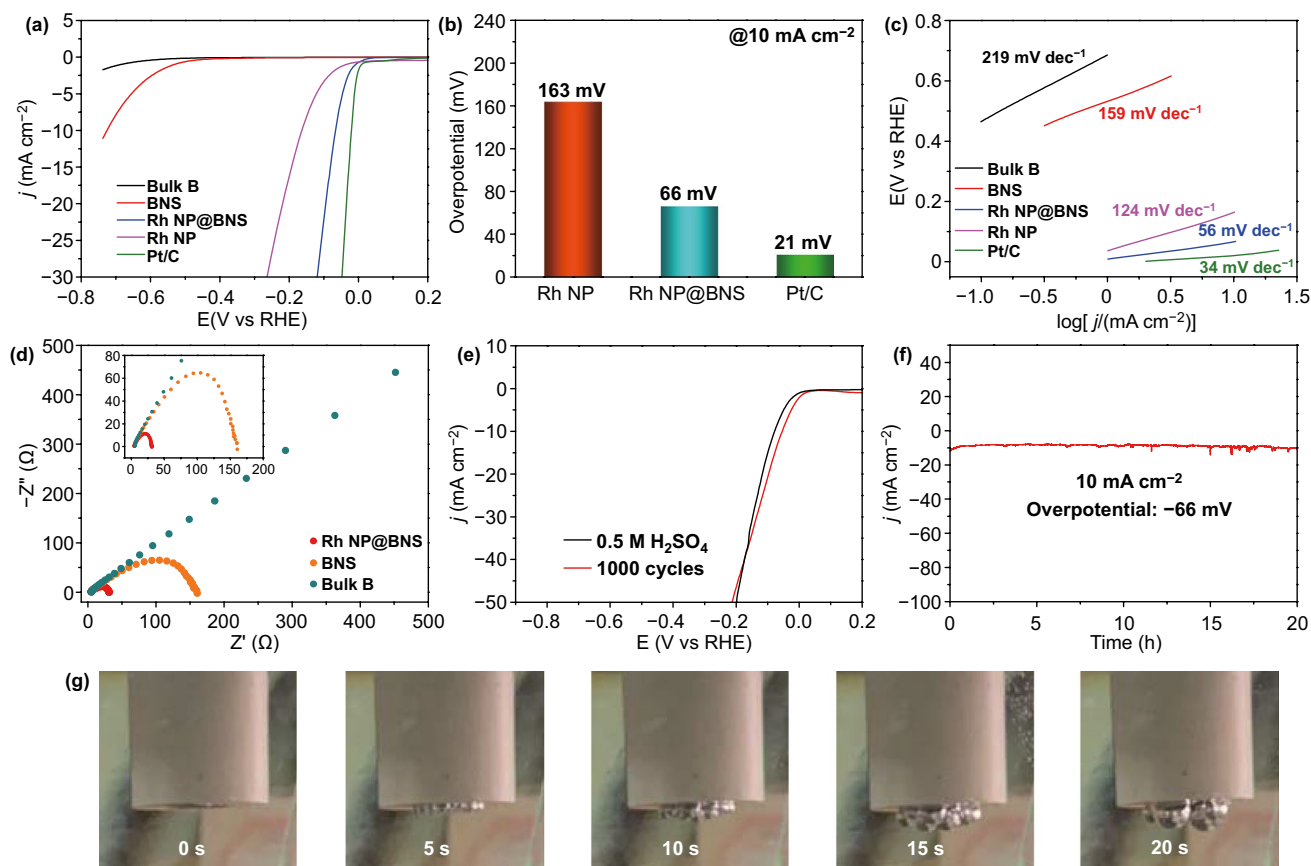 (a)
0
−5
−10
−15
−20
−25
−30
j (mA cm⁻²)
Bulk B
BNS
Rh NP@BNS
Rh NP
Pt/C
−0.8 −0.6 −0.4 −0.2 0.0 0.2
E(V vs RHE)
(b)
@10 mA cm⁻²
240
200
160
120
80
40
0
Overpotential (mV)
163 mV
66 mV
21 mV
Rh NP Rh NP@BNS Pt/C
(c)
0.8
0.6
0.4
0.2
0
E(V vs RHE)
219 mV dec⁻¹
159 mV dec⁻¹
Bulk B
BNS
Rh NP@BNS
Rh NP
Pt/C
124 mV dec⁻¹
56 mV dec⁻¹
34 mV dec⁻¹
−1.0 −0.5 0 0.5 1.0 1.5
log[ j/(mA cm⁻²)]
(d)
500
400
300
200
100
0
−Z" (Ω)
80
60
40
20
0
0 50 100 150 200
Rh NP@BNS
BNS
Bulk B
0 100 200 300 400 500
Z' (Ω)
(e)
0
−10
−20
−30
−40
−50
j (mA cm⁻²)
0.5 M H₂SO₄
1000 cycles
−0.8 −0.6 −0.4 −0.2 0.0 0.2
E (V vs RHE)
(f)
40
20
0
−20
−40
−60
−80
−100
j (mA cm⁻²)
10 mA cm⁻²
Overpotential: −66 mV
0 5 10 15 20
Time (h)
(g)
0 s 5 s 10 s 15 s 20 s